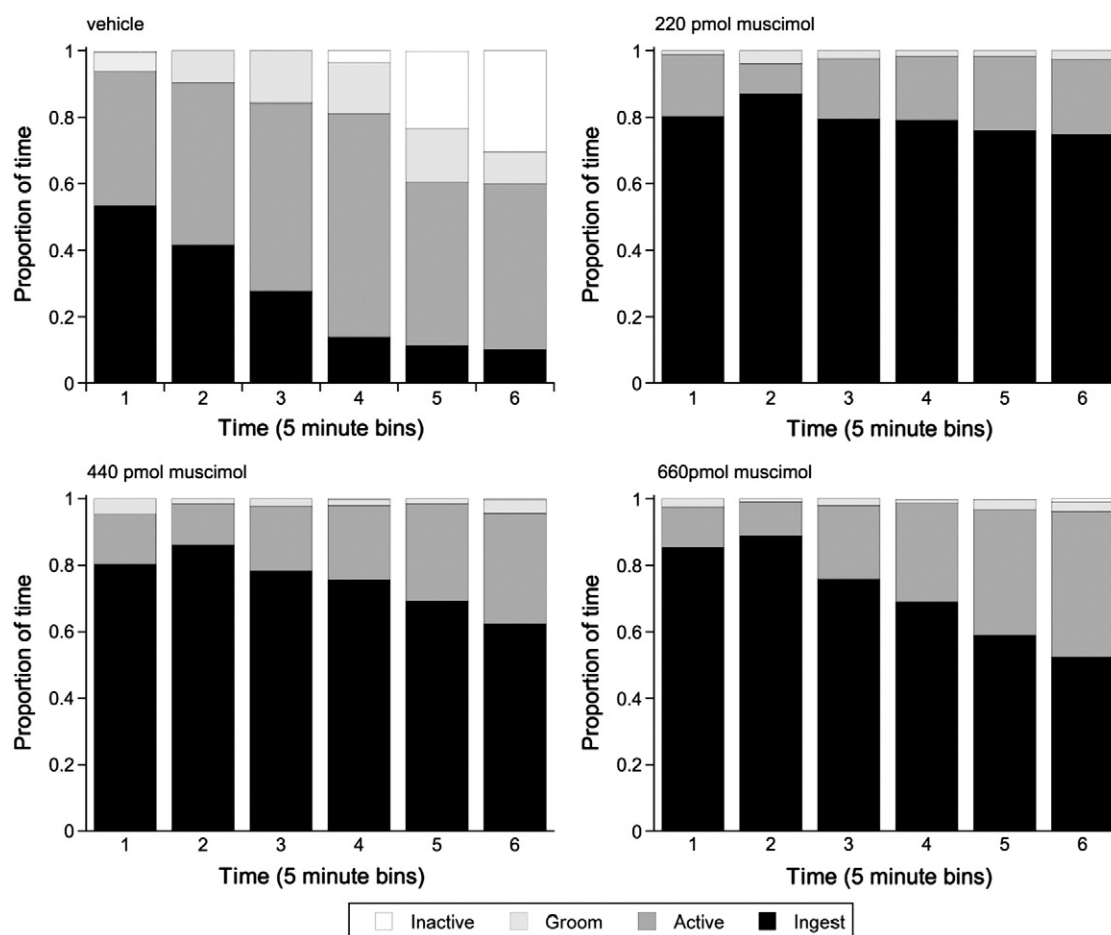 vehicle
1
0.8
0.6
0.4
0.2
0
Proportion of time
1 2 3 4 5 6
Time (5 minute bins)
220 pmol muscimol
1
0.8
0.6
0.4
0.2
0
Proportion of time
1 2 3 4 5 6
Time (5 minute bins)
440 pmol muscimol
1
0.8
0.6
0.4
0.2
0
Proportion of time
1 2 3 4 5 6
Time (5 minute bins)
660pmol muscimol
1
0.8
0.6
0.4
0.2
0
Proportion of time
1 2 3 4 5 6
Time (5 minute bins)
Inactive Groom Active Ingest